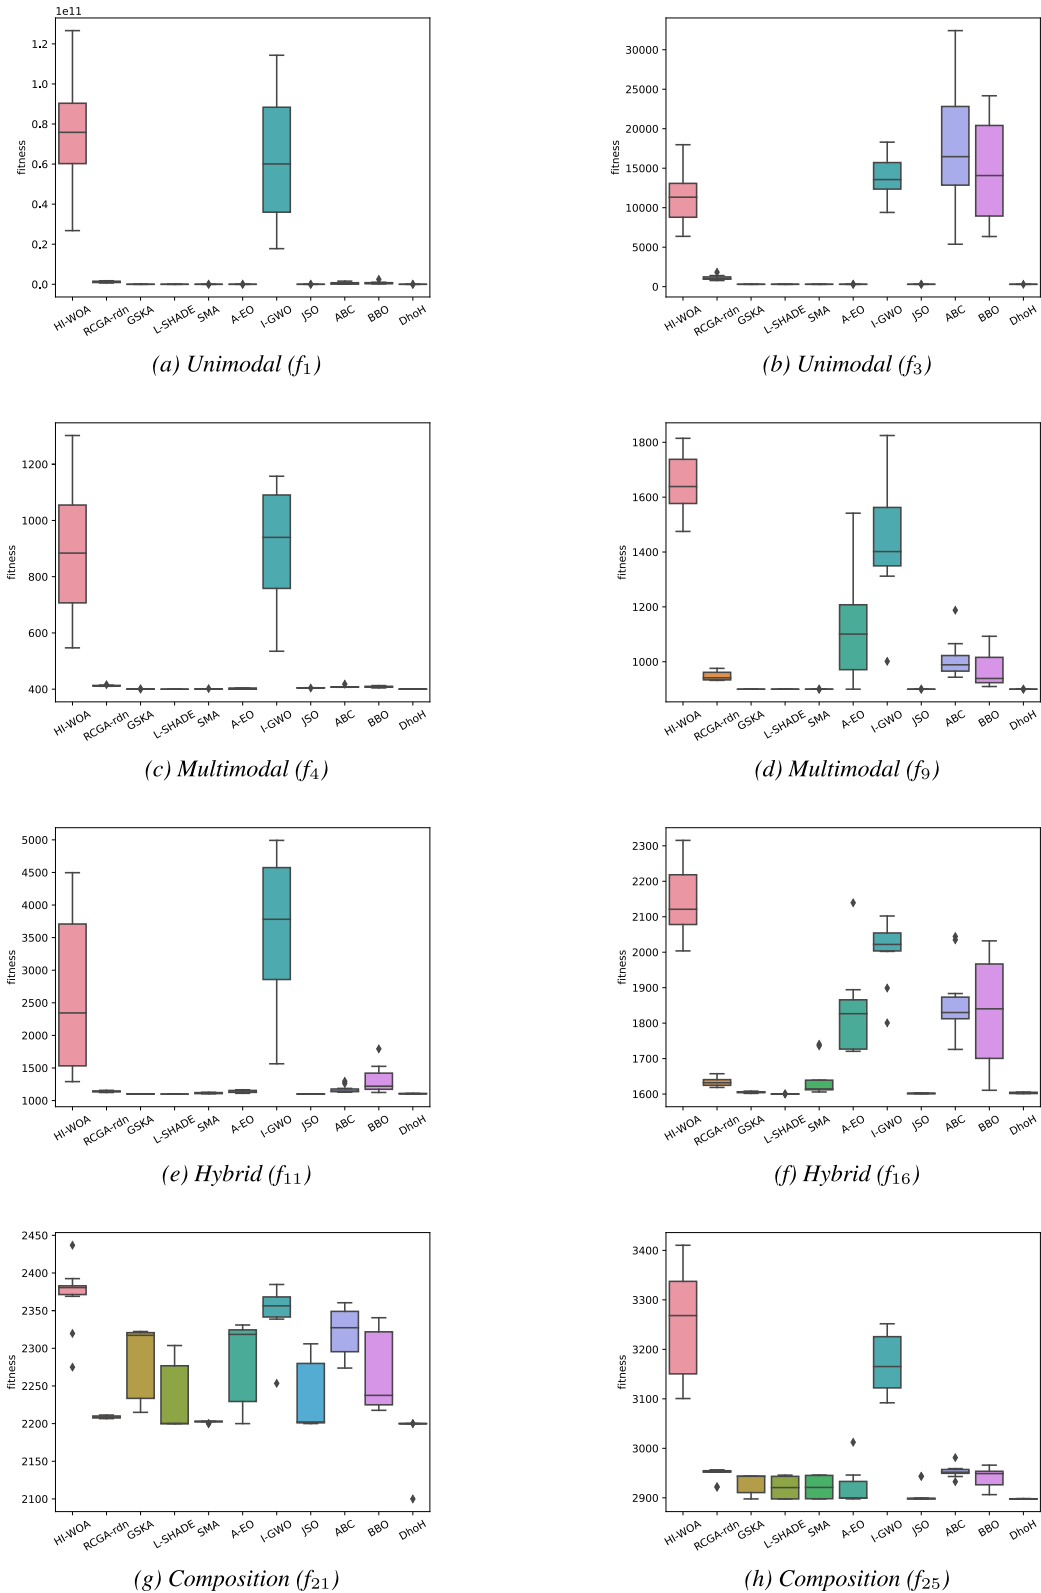 1e11
1.2
1.0
0.8
0.6
0.4
0.2
0.0
fitness
HI-WOA RCGA-rdn GSKA L-SHADE SMA A-EO I-GWO JSO ABC BBO DhoH
(a) Unimodal (f1)
30000
25000
20000
15000
10000
5000
0
fitness
HI-WOA RCGA-rdn GSKA L-SHADE SMA A-EO I-GWO JSO ABC BBO DhoH
(b) Unimodal (f3)
1200
1000
800
600
400
fitness
HI-WOA RCGA-rdn GSKA L-SHADE SMA A-EO I-GWO JSO ABC BBO DhoH
(c) Multimodal (f4)
1800
1600
1400
1200
1000
fitness
HI-WOA RCGA-rdn GSKA L-SHADE SMA A-EO I-GWO JSO ABC BBO DhoH
(d) Multimodal (f9)
5000
4500
4000
3500
3000
2500
2000
1500
1000
fitness
HI-WOA RCGA-rdn GSKA L-SHADE SMA A-EO I-GWO JSO ABC BBO DhoH
(e) Hybrid (f11)
2300
2200
2100
2000
1900
1800
1700
1600
fitness
HI-WOA RCGA-rdn GSKA L-SHADE SMA A-EO I-GWO JSO ABC BBO DhoH
(f) Hybrid (f16)
2450
2400
2350
2300
2250
2200
2150
2100
fitness
HI-WOA RCGA-rdn GSKA L-SHADE SMA A-EO I-GWO JSO ABC BBO DhoH
(g) Composition (f21)
3400
3300
3200
3100
3000
2900
fitness
HI-WOA RCGA-rdn GSKA L-SHADE SMA A-EO I-GWO JSO ABC BBO DhoH
(h) Composition (f25)